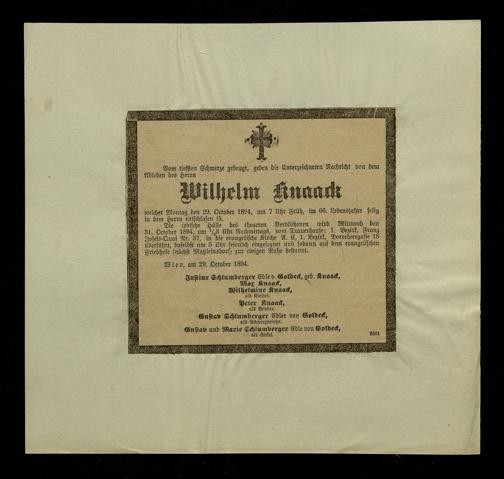 Vom tiefsten Schmerze gebeugt, geben die Unterzeichneten Nachricht von dem
Ableben des Herrn
Wilhelm Knaack
welcher Montag den 29. October 1894, um 7 Uhr Früh, im 66. Lebensjahre selig
in dem Herrn entschlafen ist.
Die irdische Hülle des theuren Verblichenen wird Mittwoch den
31. October 1894, um ½3 Uhr Nachmittags, vom Trauerhause: 1. Bezirk, Franz
Josefs-Quai Nr. 37, in die evangelische Kirche A. C., 1. Bezirk, Dorotheergasse 18
überführt, daselbst um 3 Uhr feierlich eingesegnet und sodann auf dem evangelischen
Friedhofe (nächst Matzleinsdorf) zur ewigen Ruhe bestattet.
Wien, am 29. October 1894.
Justine Schlumberger Edle v. Goldeck, geb. Knaack,
Max Knaack,
Wilhelmine Knaack,
als Kinder.
Peter Knaack,
als Bruder.
Gustav Schlumberger Edler von Goldeck,
als Schwiegersohn.
Gustav und Marie Schlumberger Edle von Goldeck,
als Enkel.